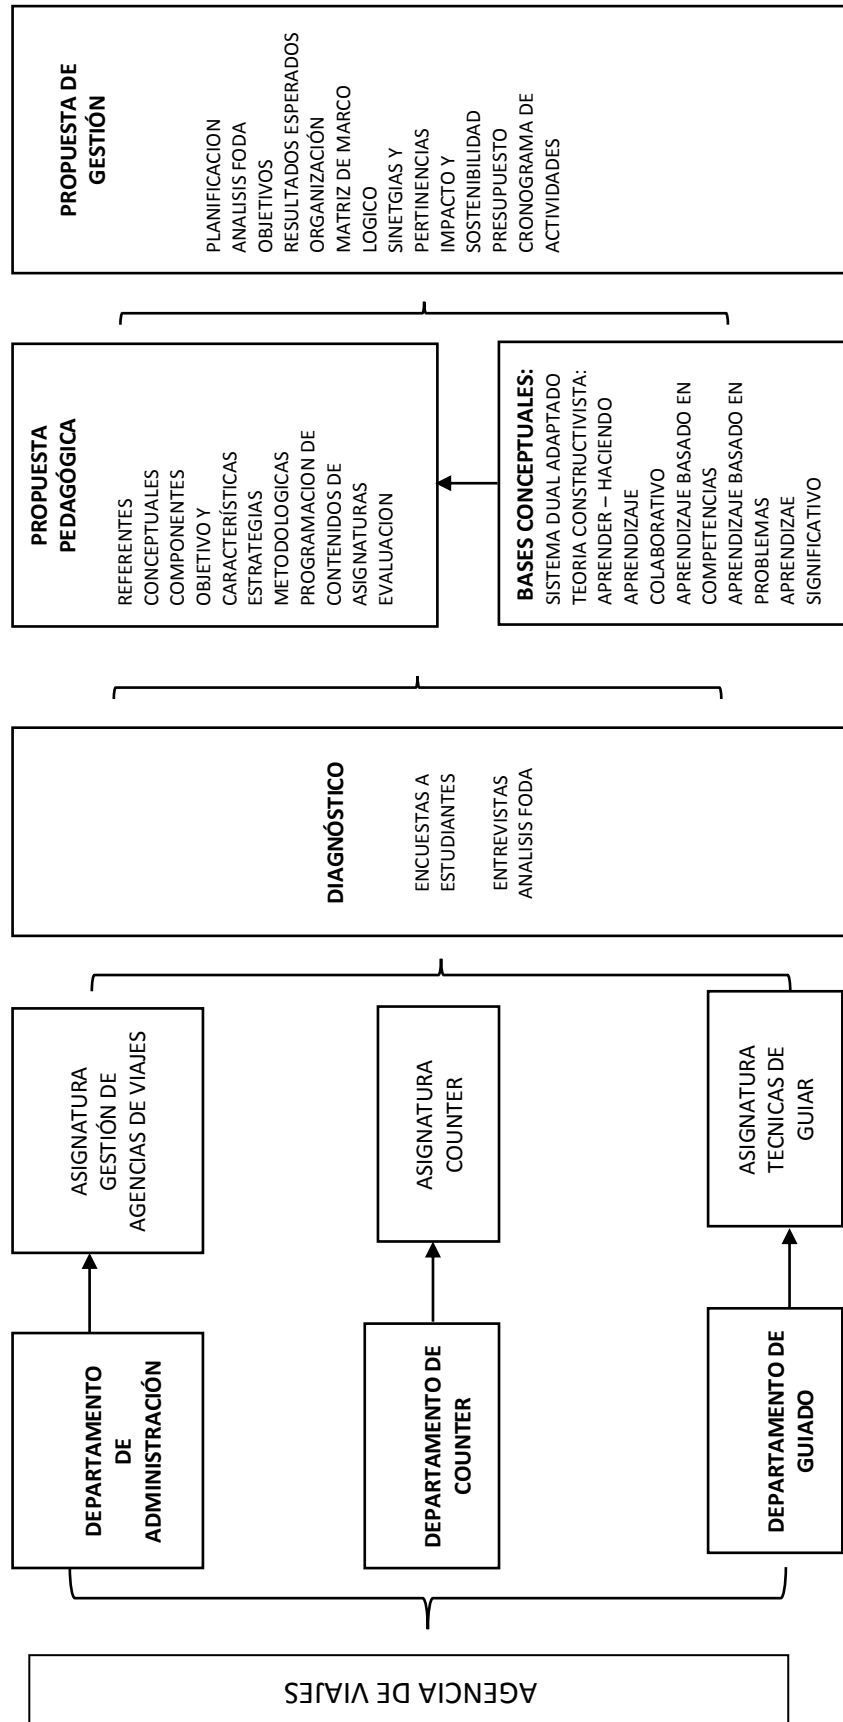 AGENCIA DE VIAJES
DEPARTAMENTO
DE
ADMINISTRACIÓN
DEPARTAMENTO DE
COUNTER
DEPARTAMENTO DE
GUIADO
ASIGNATURA
GESTIÓN DE
AGENCIAS DE VIAJES
ASIGNATURA
COUNTER
ASIGNATURA
TECNICAS DE
GUIAR
DIAGNÓSTICO
ENCUESTAS A
ESTUDIANTES
ENTREVISTAS
ANALISIS FODA
PROPUESTA
PEDAGÓGICA
REFERENTES
CONCEPTUALES
COMPONENTES
OBJETIVO Y
CARACTERÍSTICAS
ESTRATEGIAS
METODOLOGICAS
PROGRAMACION DE
CONTENIDOS DE
ASIGNATURAS
EVALUACION
BASES CONCEPTUALES:
SISTEMA DUAL ADAPTADO
TEORIA CONSTRUCTIVISTA:
APRENDER – HACIENDO
APRENDIZAJE
COLABORATIVO
APRENDIZAJE BASADO EN
COMPETENCIAS
APRENDIZAJE BASADO EN
PROBLEMAS
APRENDIZAE
SIGNIFICATIVO
PROPUESTA DE
GESTIÓN
PLANIFICACION
ANALISIS FODA
OBJETIVOS
RESULTADOS ESPERADOS
ORGANIZACIÓN
MATRIZ DE MARCO
LOGICO
SINETGIAS Y
PERTINENCIAS
IMPACTO Y
SOSTENIBILIDAD
PRESUPUESTO
CRONOGRAMA DE
ACTIVIDADES